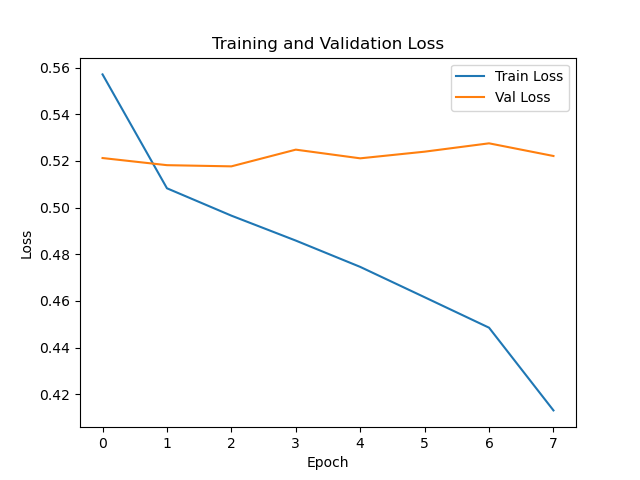 Training and Validation Loss
Train Loss
Val Loss
0.56
0.54
0.52
0.50
0.48
0.46
0.44
0.42
Loss
0 1 2 3 4 5 6 7
Epoch